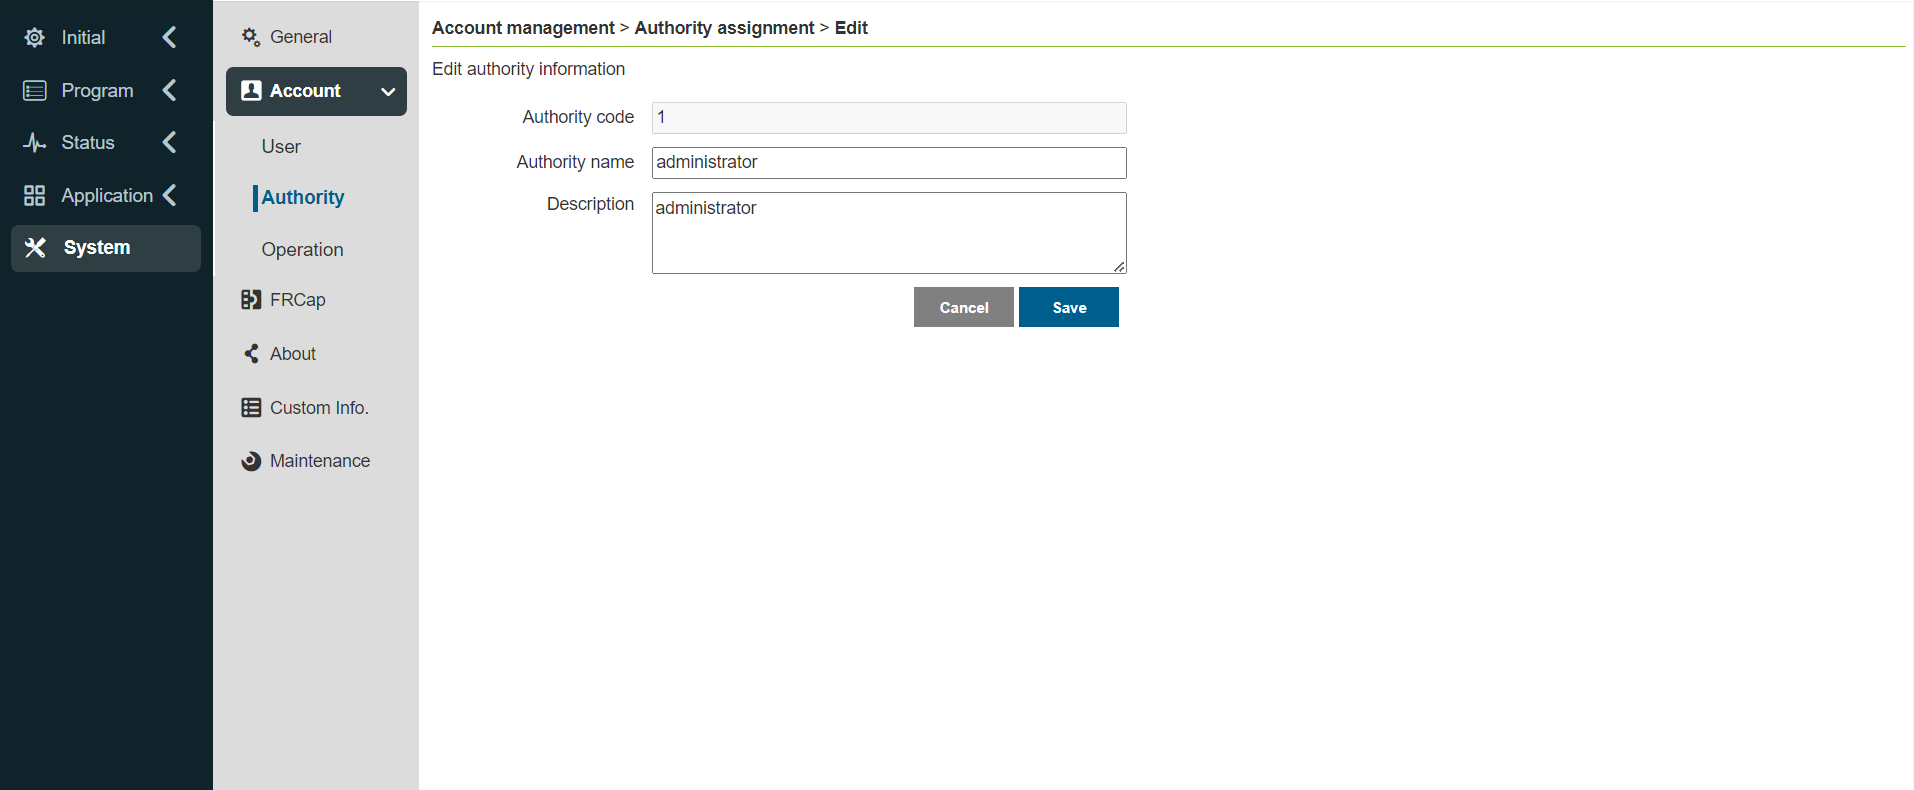 Initial
Program
Status
Application
System
General
Account
User
Authority
Operation
FRCap
About
Custom Info.
Maintenance
Account management > Authority assignment > Edit
Edit authority information
Authority code 1
Authority name administrator
Description administrator
Cancel Save